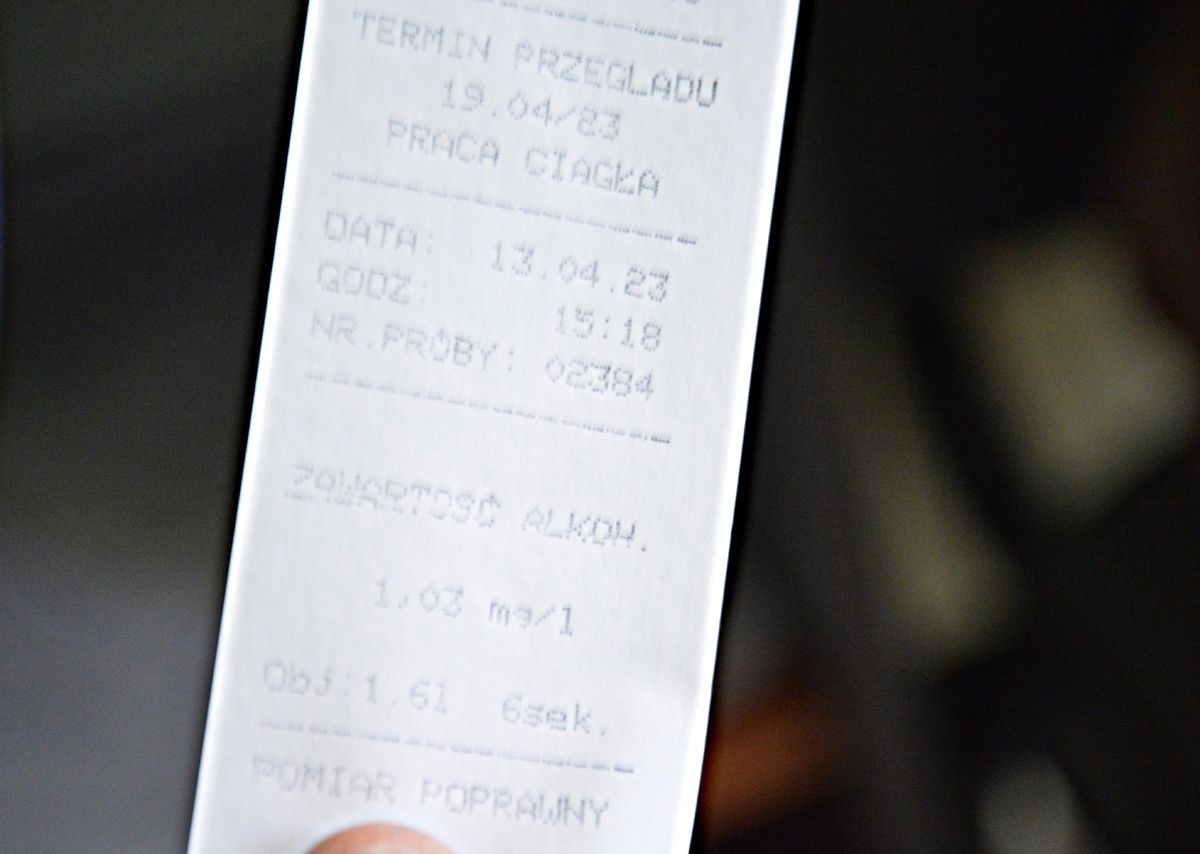 TERMIN PRZEGLADU
19.04/23
PRACA CIAGŁA
DATA: 13.04.23
GODZ: 15:18
NR.PRÓBY: 02384
ZAWARTOŚĆ ALKOH.
1,03 mg/l
Obj:1.61 6sek.
POMIAR POPRAWNY